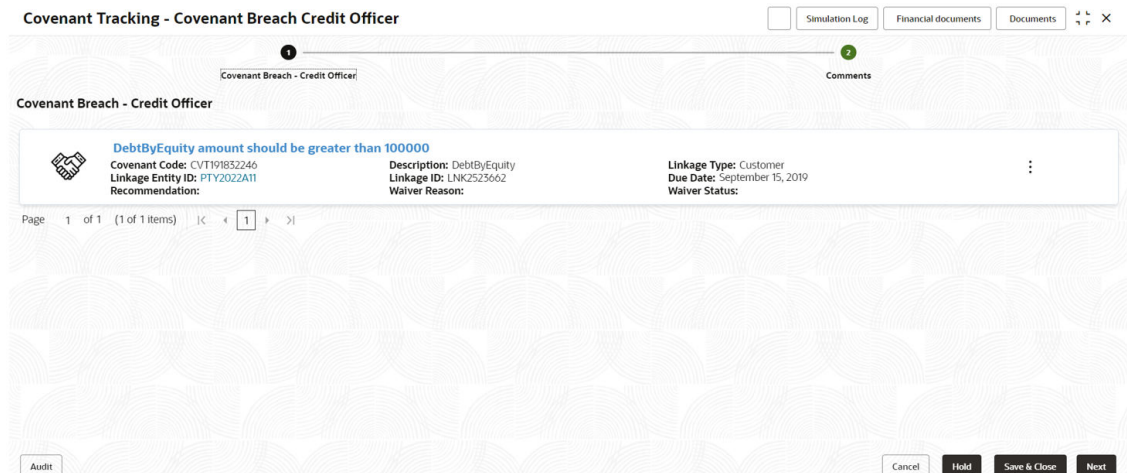 Covenant Tracking - Covenant Breach Credit Officer
Simulation Log
Financial documents
Documents
1
2
Covenant Breach - Credit Officer
Comments
Covenant Breach - Credit Officer
DebtByEquity amount should be greater than 100000
Covenant Code: CVT191832246 Description: DebtByEquity Linkage Type: Customer
Linkage Entity ID: PTY2022A11 Linkage ID: LNK2523662 Due Date: September 15, 2019
Recommendation: Waiver Reason: Waiver Status:
Page 1 of 1 (1 of 1 items) 1
Audit
Cancel
Hold
Save & Close
Next